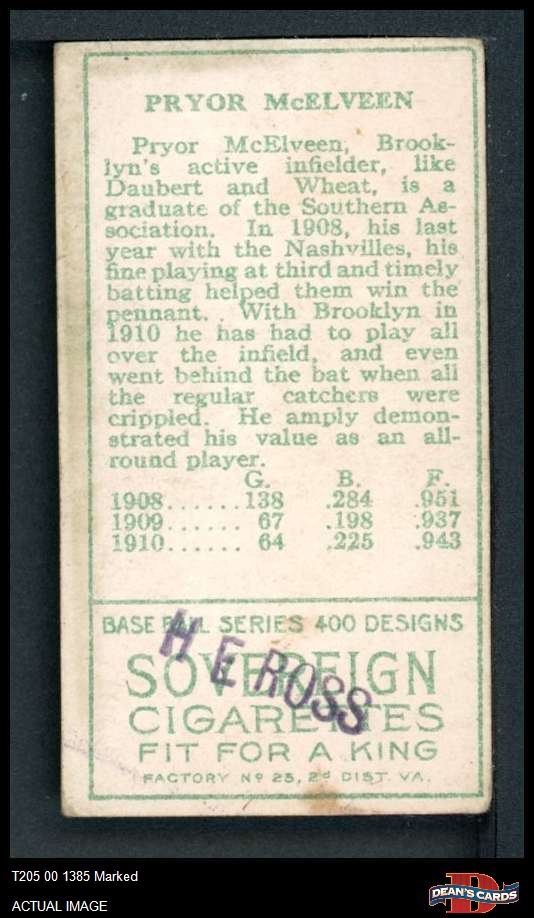 PRYOR McELVEEN
Pryor McElveen, Brook-
lyn's active infielder, like
Daubert and Wheat, is a
graduate of the Southern As-
sociation. In 1908, his last
year with the Nashvilles, his
fine playing at third and timely
batting helped them win the
pennant. With Brooklyn in
1910 he has had to play all
over the infield, and even
went behind the bat when all
the regular catchers were
crippled. He amply demon-
strated his value as an all-
round player.
G. B. F.
1908...... 138 .284 .951
1909...... 67 .198 .937
1910...... 64 .225 .943
BASE BALL SERIES 400 DESIGNS
H E ROSS
SOVEREIGN
CIGARETTES
FIT FOR A KING
FACTORY Nº 25, 2d DIST. VA.
T205 00 1385 Marked
ACTUAL IMAGE
DEAN'S CARDS